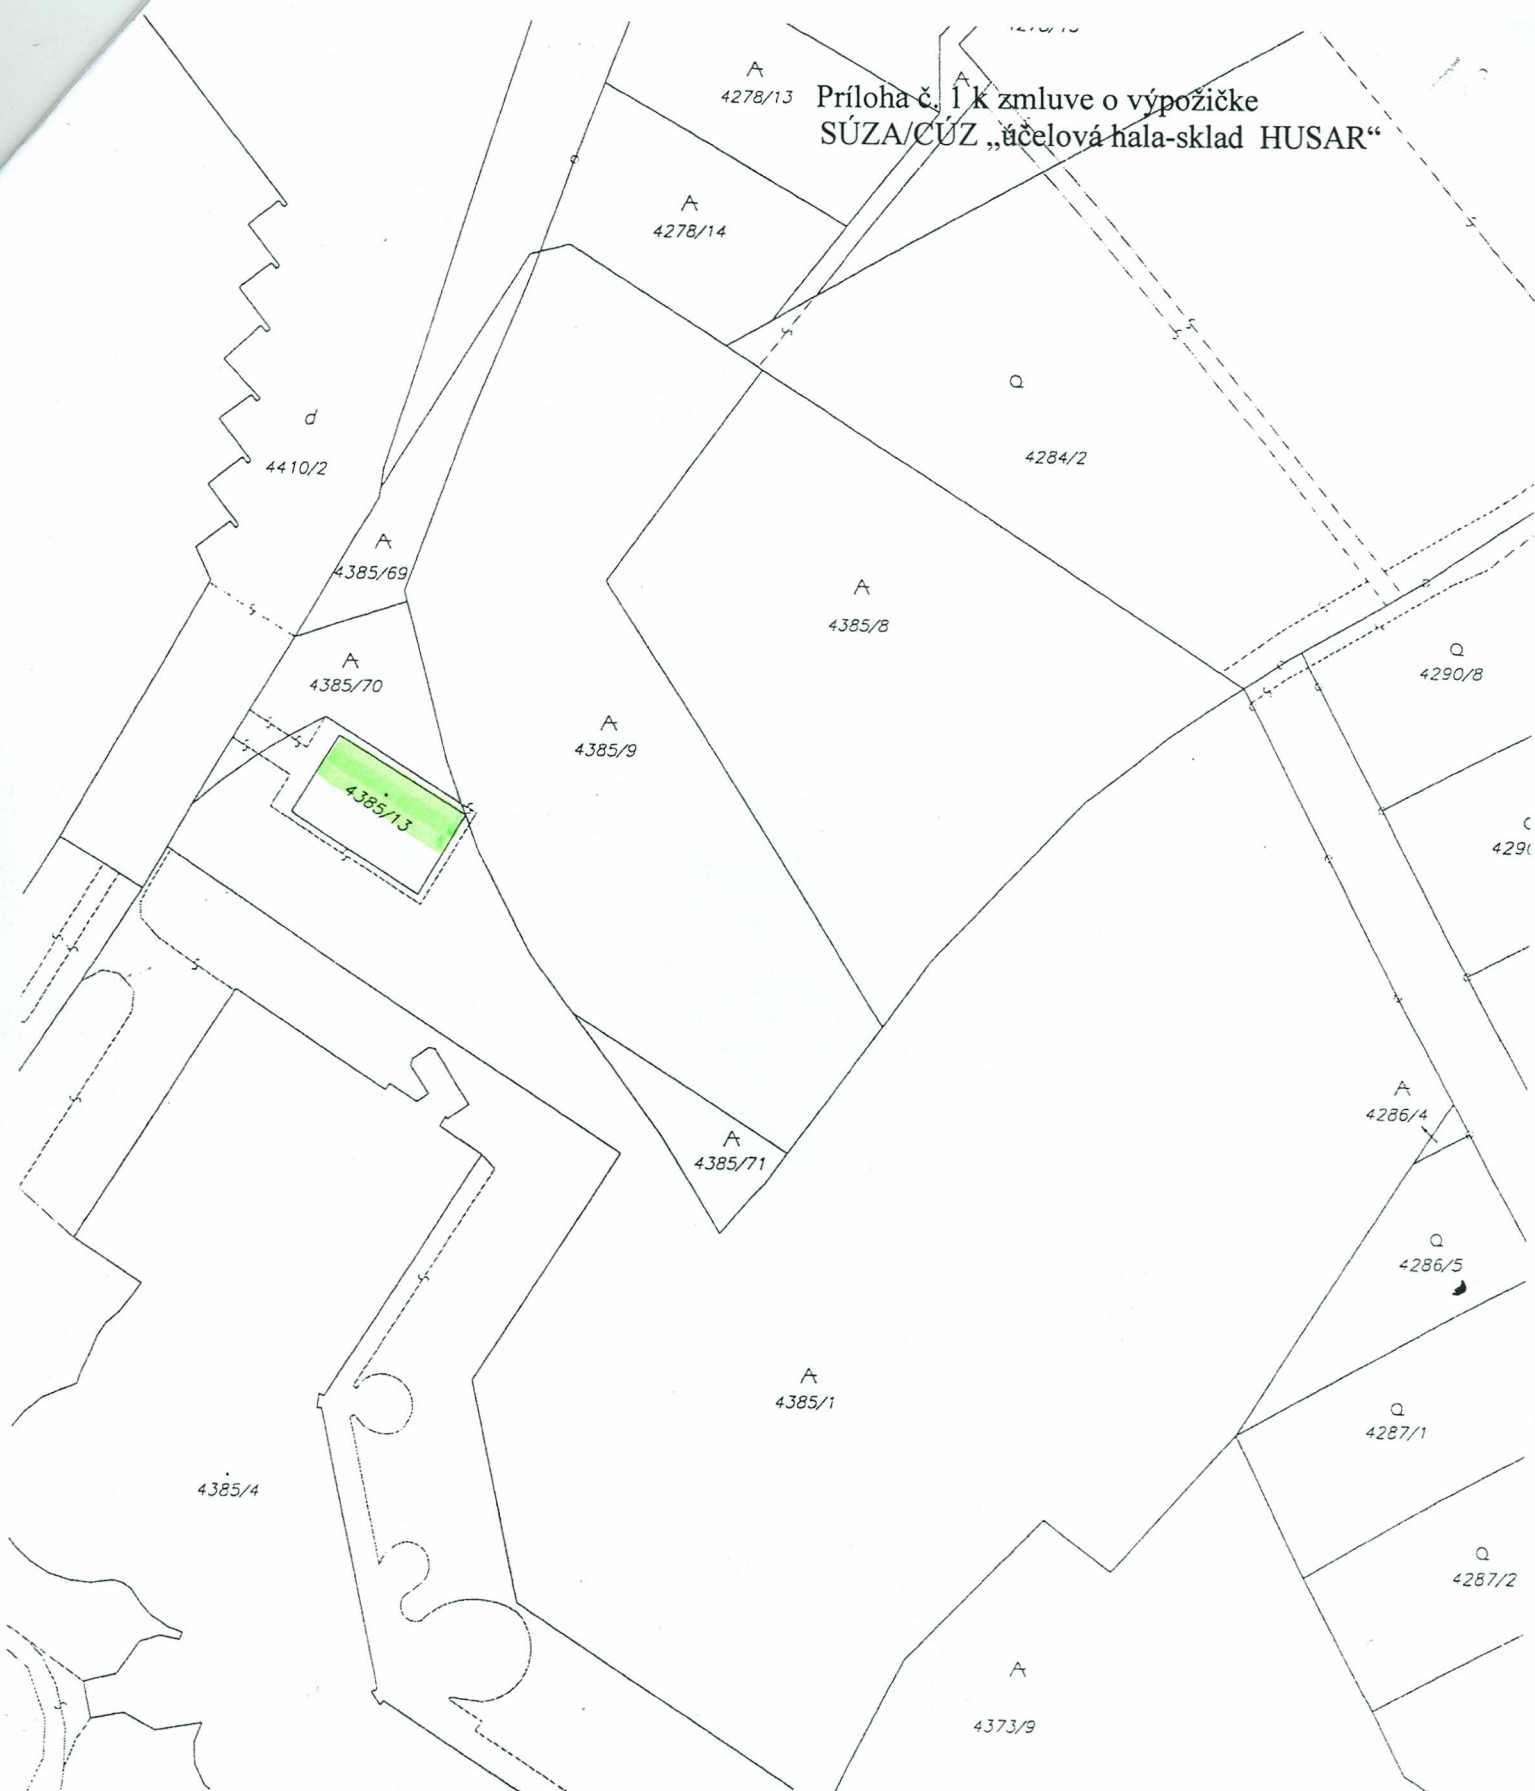 A
4278/13
A
Príloha č. 1 k zmluve o výpožičke
SÚZA/CÚZ „účelová hala-sklad HUSAR“
A
4278/14
d
4410/2
Q
4284/2
A
4385/69
A
4385/8
A
4385/70
Q
4290/8
A
4385/9
4385/13
A
4286/4
A
4385/71
Q
4286/5
A
4385/1
Q
4287/1
4385/4
Q
4287/2
A
4373/9